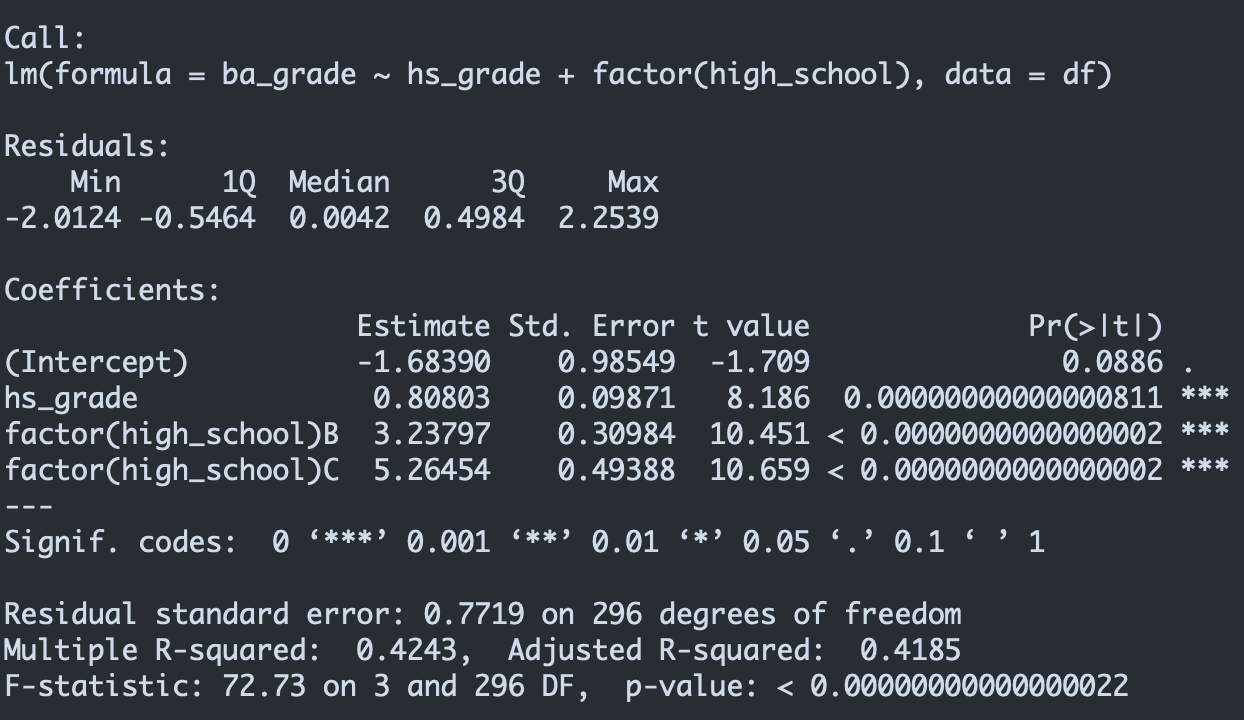 Call:
lm(formula = ba_grade ~ hs_grade + factor(high_school), data = df)
Residuals:
    Min      1Q  Median      3Q     Max
-2.0124 -0.5464  0.0042  0.4984  2.2539
Coefficients:
                     Estimate Std. Error t value             Pr(>|t|)
(Intercept)          -1.68390    0.98549  -1.709               0.0886 .
hs_grade              0.80803    0.09871   8.186  0.00000000000000811 ***
factor(high_school)B  3.23797    0.30984  10.451 < 0.0000000000000002 ***
factor(high_school)C  5.26454    0.49388  10.659 < 0.0000000000000002 ***
---
Signif. codes:  0 ‘***’ 0.001 ‘**’ 0.01 ‘*’ 0.05 ‘.’ 0.1 ‘ ’ 1
Residual standard error: 0.7719 on 296 degrees of freedom
Multiple R-squared:  0.4243,  Adjusted R-squared:  0.4185
F-statistic: 72.73 on 3 and 296 DF,  p-value: < 0.00000000000000022